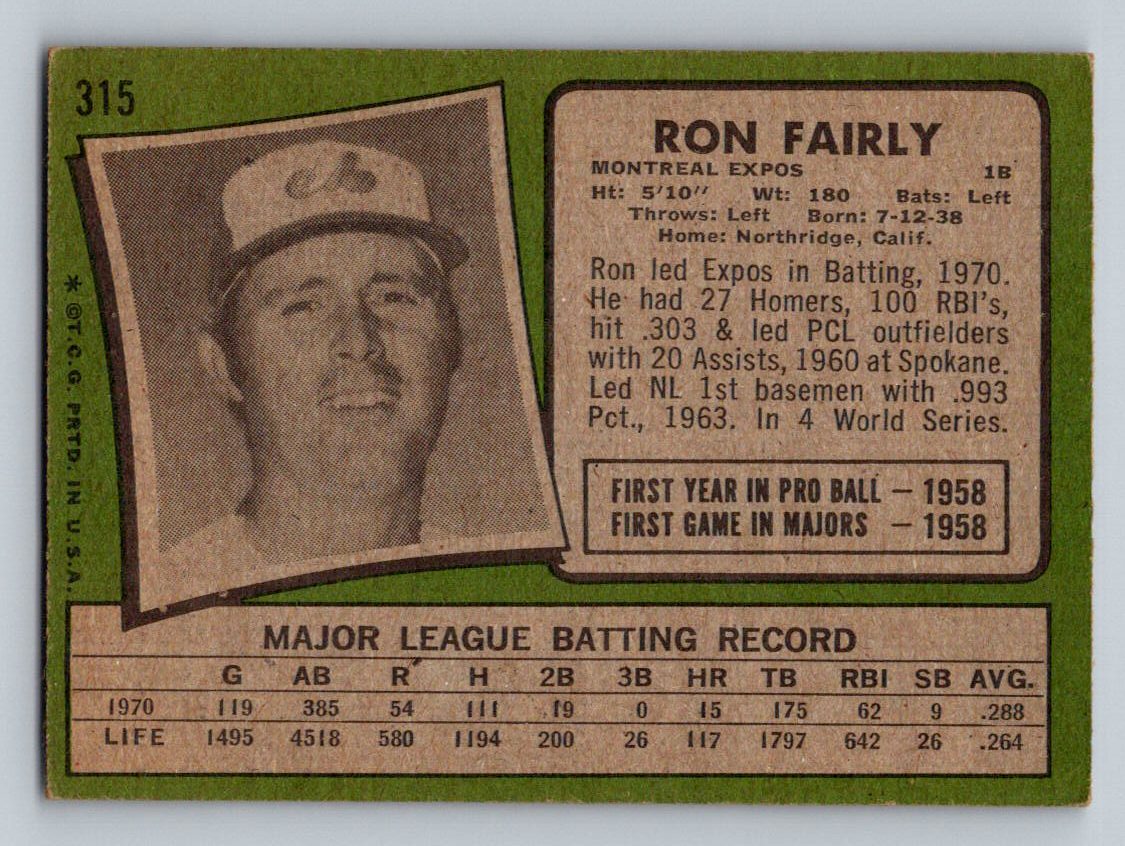 315
RON FAIRLY
MONTREAL EXPOS 1B
Ht: 5'10" Wt: 180 Bats: Left
Throws: Left Born: 7-12-38
Home: Northridge, Calif.
Ron led Expos in Batting, 1970.
He had 27 Homers, 100 RBI's,
hit .303 & led PCL outfielders
with 20 Assists, 1960 at Spokane.
Led NL 1st basemen with .993
Pct., 1963. In 4 World Series.
FIRST YEAR IN PRO BALL — 1958
FIRST GAME IN MAJORS — 1958
*©T.C.G. PRTD. IN U.S.A.
MAJOR LEAGUE BATTING RECORD
G AB R H 2B 3B HR TB RBI SB AVG.
1970 119 385 54 111 19 0 15 175 62 9 .288
LIFE 1495 4518 580 1194 200 26 117 1797 642 26 .264